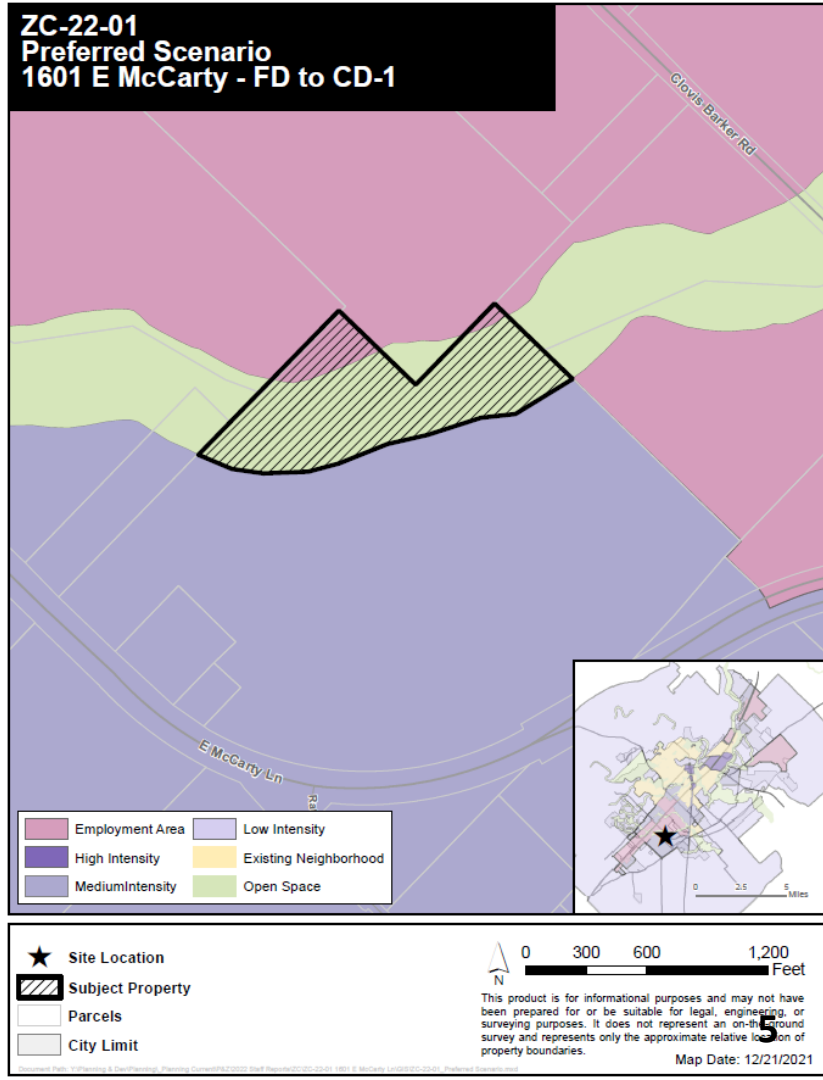 ZC-22-01
Preferred Scenario
1601 E McCarty - FD to CD-1
Clovis Barker Rd
E McCarty Ln
Employment Area
Low Intensity
High Intensity
Existing Neighborhood
MediumIntensity
Open Space
0 2.5 5
Miles
Site Location
Subject Property
Parcels
City Limit
N
0 300 600 1,200
Feet
This product is for informational purposes and may not have
been prepared for or be suitable for legal, engineering, or
surveying purposes. It does not represent an on-the-ground
survey and represents only the approximate relative location of
property boundaries.
5
Map Date: 12/21/2021